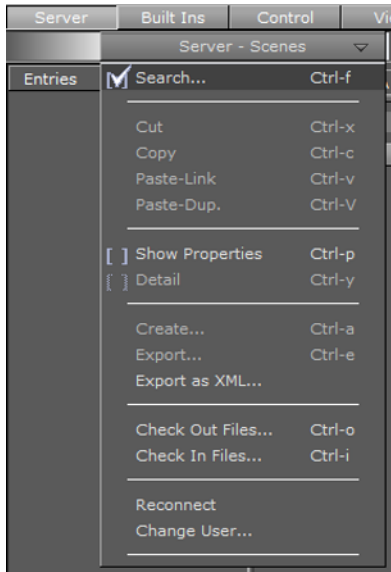 Server Built Ins Control
Server - Scenes
Entries
Search... Ctrl-f
Cut Ctrl-x
Copy Ctrl-c
Paste-Link Ctrl-v
Paste-Dup. Ctrl-V
[ ] Show Properties Ctrl-p
[ ] Detail Ctrl-y
Create... Ctrl-a
Export... Ctrl-e
Export as XML...
Check Out Files... Ctrl-o
Check In Files... Ctrl-i
Reconnect
Change User...